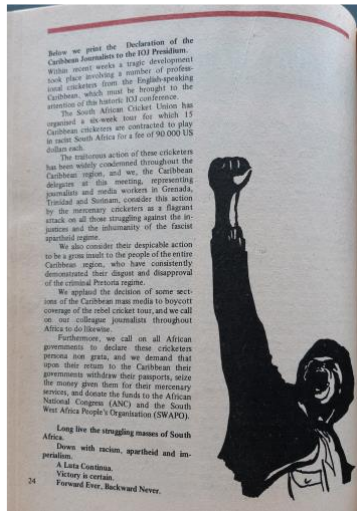 Below we print the Declaration of the
Caribbean Journalists to the IOJ Presidium.
Within recent weeks a tragic development
took place involving a number of profess-
ional cricketers from the English-speaking
Caribbean, which must be brought to the
attention of this historic IOJ conference.
The South African Cricket Union has
organised a six-week tour for which 15
Caribbean cricketers are contracted to play
in racist South Africa for a fee of 90.000 US
dollars each.
The traitorous action of these cricketers
has been widely condemned throughout the
Caribbean region, and we, the Caribbean
delegates at this meeting, representing
journalists and media workers in Grenada,
Trinidad and Surinam, consider this action
by the mercenary cricketers as a flagrant
attack on all those struggling against the in-
justices and the inhumanity of the fascist
apartheid regime.
We also consider their despicable action
to be a gross insult to the people of the entire
Caribbean region, who have consistently
demonstrated their disgust and disapproval
of the criminal Pretoria regime.
We applaud the decision of some sect-
ions of the Caribbean mass media to boycott
coverage of the rebel cricket tour, and we call
on our colleague journalists throughout
Africa to do likewise.
Furthermore, we call on all African
governments to declare these cricketers
persona non grata, and we demand that
upon their return to the Caribbean their
governments withdraw their passports, seize
the money given them for their mercenary
services, and donate the funds to the African
National Congress (ANC) and the South
West Africa People's Organisation (SWAPO).
Long live the struggling masses of South
Africa.
Down with racism, apartheid and im-
perialism.
A Luta Continua.
Victory is certain.
Forward Ever, Backward Never.
24